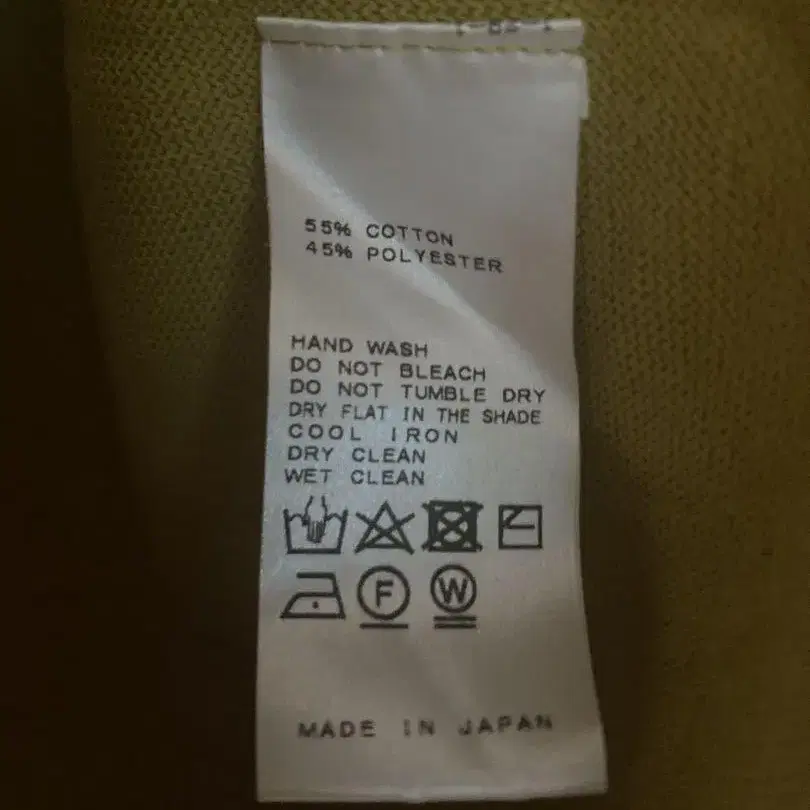 55% COTTON
45% POLYESTER
HAND WASH
DO NOT BLEACH
DO NOT TUMBLE DRY
DRY FLAT IN THE SHADE
COOL IRON
DRY CLEAN
WET CLEAN
F W
MADE IN JAPAN